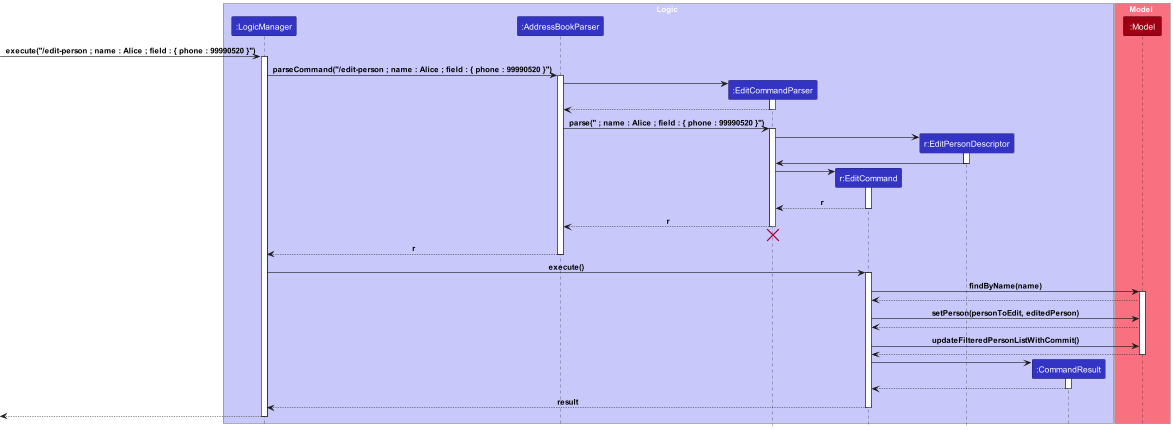 Logic
Model
:LogicManager
:AddressBookParser
:Model
execute("/edit-person ; name : Alice ; field : { phone : 99990520 }")
parseCommand("/edit-person ; name : Alice ; field : { phone : 99990520 }")
:EditCommandParser
parse(" ; name : Alice ; field : { phone : 99990520 }")
r:EditPersonDescriptor
r:EditCommand
r
r
r
execute()
findByName(name)
setPerson(personToEdit, editedPerson)
updateFilteredPersonListWithCommit()
:CommandResult
result